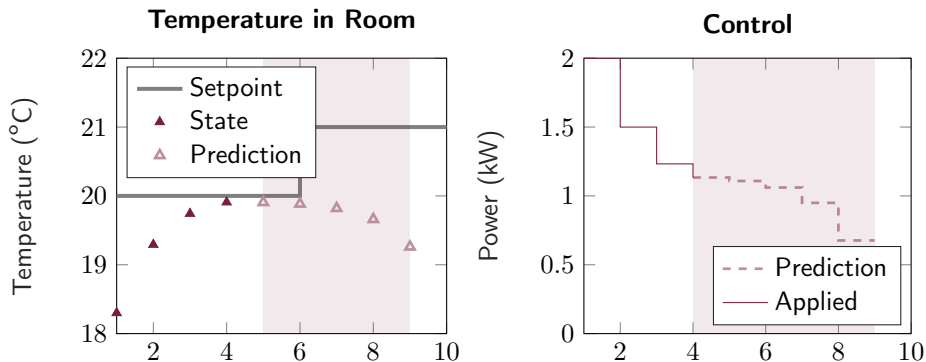 Temperature in Room
Temperature (°C)
22
21
20
19
18
2 4 6 8 10
Setpoint
State
Prediction
Control
Power (kW)
2
1.5
1
0.5
0
2 4 6 8 10
Prediction
Applied